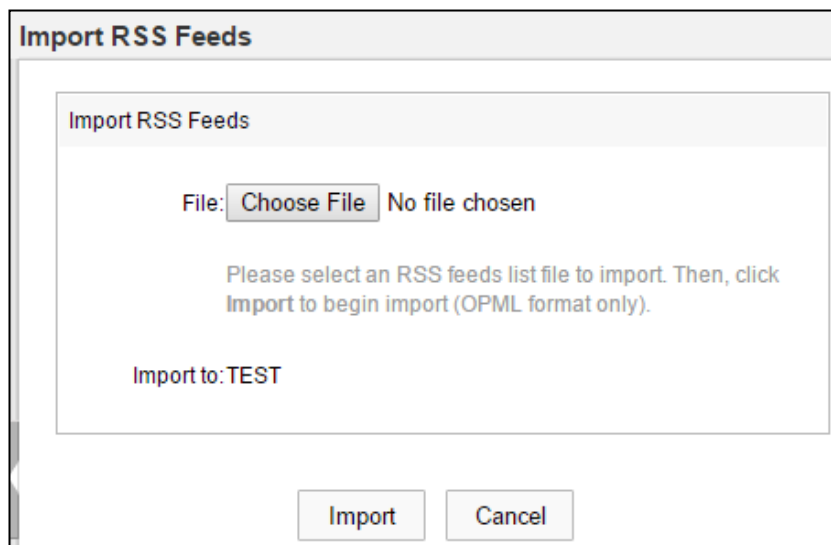 Import RSS Feeds
Import RSS Feeds
File: Choose File No file chosen
Please select an RSS feeds list file to import. Then, click
Import to begin import (OPML format only).
Import to: TEST
Import Cancel